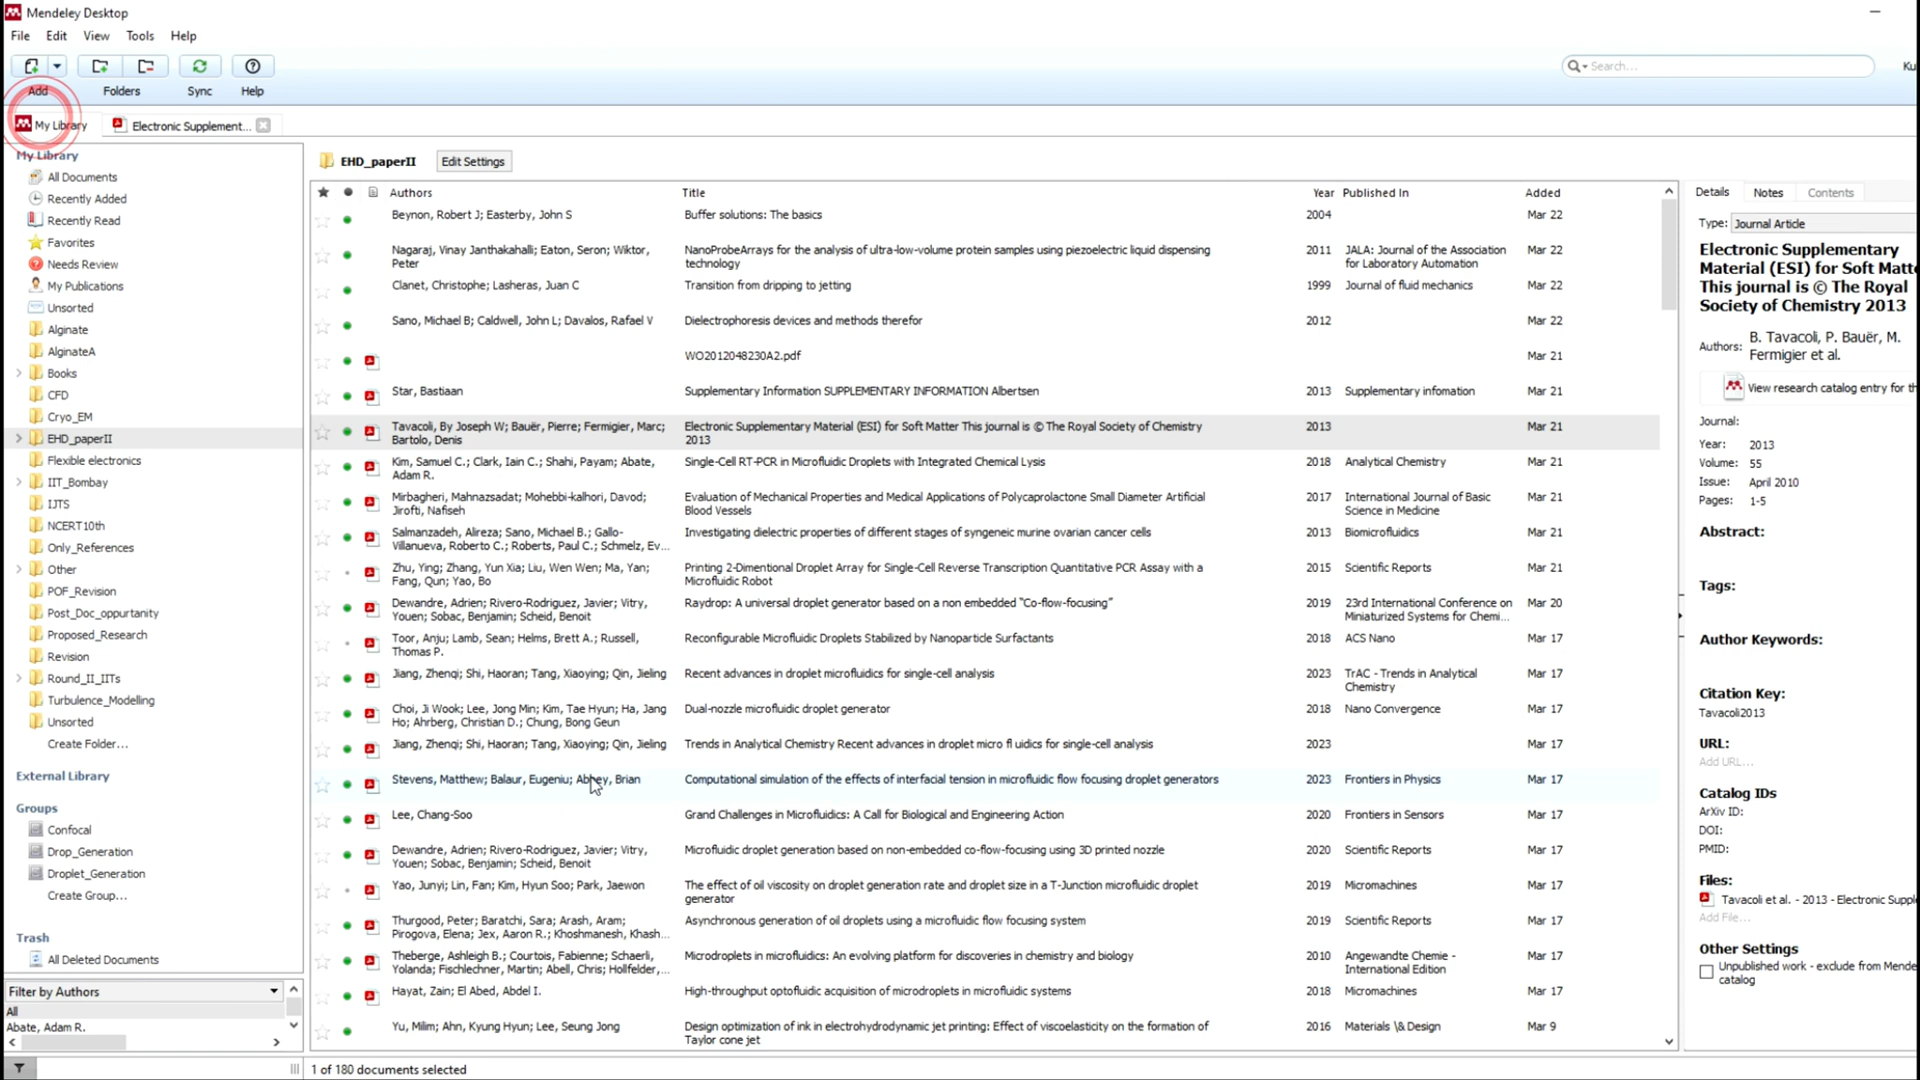 Mendeley Desktop
File Edit View Tools Help
Search...
Add Folders Sync Help
My Library Electronic Supplement...
My Library
All Documents
Recently Added
Recently Read
Favorites
Needs Review
My Publications
Unsorted
Alginate
AlginateA
Books
CFD
Cryo_EM
EHD_paperII
Flexible electronics
IIT_Bombay
IJTS
NCERT10th
Only_References
Other
POF_Revision
Post_Doc_oppurtanity
Proposed_Research
Revision
Round_II_IITs
Turbulence_Modelling
Unsorted
Create Folder...
External Library
Groups
Confocal
Drop_Generation
Droplet_Generation
Create Group...
Trash
All Deleted Documents
Filter by Authors
All
Abate, Adam R.
EHD_paperII Edit Settings
Authors Title Year Published In Added
Beynon, Robert J; Easterby, John S Buffer solutions: The basics 2004 Mar 22
Nagaraj, Vinay Janthakahalli; Eaton, Seron; Wiktor, NanoProbeArrays for the analysis of ultra-low-volume protein samples using piezoelectric liquid dispensing 2011 JALA: Journal of the Association Mar 22
Peter technology for Laboratory Automation
Clanet, Christophe; Lasheras, Juan C Transition from dripping to jetting 1999 Journal of fluid mechanics Mar 22
Sano, Michael B; Caldwell, John L; Davalos, Rafael V Dielectrophoresis devices and methods therefor 2012 Mar 22
WO2012048230A2.pdf Mar 21
Star, Bastiaan Supplementary Information SUPPLEMENTARY INFORMATION Albertsen 2013 Supplementary infomation Mar 21
Tavacoli, By Joseph W; Bauër, Pierre; Fermigier, Marc; Electronic Supplementary Material (ESI) for Soft Matter This journal is © The Royal Society of Chemistry 2013 Mar 21
Bartolo, Denis 2013
Kim, Samuel C.; Clark, Iain C.; Shahi, Payam; Abate, Single-Cell RT-PCR in Microfluidic Droplets with Integrated Chemical Lysis 2018 Analytical Chemistry Mar 21
Adam R.
Mirbagheri, Mahnazsadat; Mohebbi-kalhori, Davod; Evaluation of Mechanical Properties and Medical Applications of Polycaprolactone Small Diameter Artificial 2017 International Journal of Basic Mar 21
Jirofti, Nafiseh Blood Vessels Science in Medicine
Salmanzadeh, Alireza; Sano, Michael B.; Gallo- Investigating dielectric properties of different stages of syngeneic murine ovarian cancer cells 2013 Biomicrofluidics Mar 21
Villanueva, Roberto C.; Roberts, Paul C.; Schmelz, Ev...
Zhu, Ying; Zhang, Yun Xia; Liu, Wen Wen; Ma, Yan; Printing 2-Dimentional Droplet Array for Single-Cell Reverse Transcription Quantitative PCR Assay with a 2015 Scientific Reports Mar 21
Fang, Qun; Yao, Bo Microfluidic Robot
Dewandre, Adrien; Rivero-Rodriguez, Javier; Vitry, Raydrop: A universal droplet generator based on a non embedded "Co-flow-focusing" 2019 23rd International Conference on Mar 20
Youen; Sobac, Benjamin; Scheid, Benoit Miniaturized Systems for Chemi...
Toor, Anju; Lamb, Sean; Helms, Brett A.; Russell, Reconfigurable Microfluidic Droplets Stabilized by Nanoparticle Surfactants 2018 ACS Nano Mar 17
Thomas P.
Jiang, Zhenqi; Shi, Haoran; Tang, Xiaoying; Qin, Jieling Recent advances in droplet microfluidics for single-cell analysis 2023 TrAC - Trends in Analytical Mar 17
Chemistry
Choi, Ji Wook; Lee, Jong Min; Kim, Tae Hyun; Ha, Jang Dual-nozzle microfluidic droplet generator 2018 Nano Convergence Mar 17
Ho; Ahrberg, Christian D.; Chung, Bong Geun
Jiang, Zhenqi; Shi, Haoran; Tang, Xiaoying; Qin, Jieling Trends in Analytical Chemistry Recent advances in droplet micro fl uidics for single-cell analysis 2023 Mar 17
Stevens, Matthew; Balaur, Eugeniu; Abbey, Brian Computational simulation of the effects of interfacial tension in microfluidic flow focusing droplet generators 2023 Frontiers in Physics Mar 17
Lee, Chang-Soo Grand Challenges in Microfluidics: A Call for Biological and Engineering Action 2020 Frontiers in Sensors Mar 17
Dewandre, Adrien; Rivero-Rodriguez, Javier; Vitry, Microfluidic droplet generation based on non-embedded co-flow-focusing using 3D printed nozzle 2020 Scientific Reports Mar 17
Youen; Sobac, Benjamin; Scheid, Benoit
Yao, Junyi; Lin, Fan; Kim, Hyun Soo; Park, Jaewon The effect of oil viscosity on droplet generation rate and droplet size in a T-Junction microfluidic droplet 2019 Micromachines Mar 17
generator
Thurgood, Peter; Baratchi, Sara; Arash, Aram; Asynchronous generation of oil droplets using a microfluidic flow focusing system 2019 Scientific Reports Mar 17
Pirogova, Elena; Jex, Aaron R.; Khoshmanesh, Khash...
Theberge, Ashleigh B.; Courtois, Fabienne; Schaerli, Microdroplets in microfluidics: An evolving platform for discoveries in chemistry and biology 2010 Angewandte Chemie - Mar 17
Yolanda; Fischlechner, Martin; Abell, Chris; Hollfelder,... International Edition
Hayat, Zain; El Abed, Abdel I. High-throughput optofluidic acquisition of microdroplets in microfluidic systems 2018 Micromachines Mar 17
Yu, Milim; Ahn, Kyung Hyun; Lee, Seung Jong Design optimization of ink in electrohydrodynamic jet printing: Effect of viscoelasticity on the formation of 2016 Materials \& Design Mar 9
Taylor cone jet
1 of 180 documents selected
Details Notes Contents
Type: Journal Article
Electronic Supplementary
Material (ESI) for Soft Matte
This journal is © The Royal
Society of Chemistry 2013
Authors: B. Tavacoli, P. Bauër, M.
Fermigier et al.
View research catalog entry for th
Journal:
Year: 2013
Volume: 55
Issue: April 2010
Pages: 1-5
Abstract:
Tags:
Author Keywords:
Citation Key:
Tavacoli2013
URL:
Add URL...
Catalog IDs
ArXiv ID:
DOI:
PMID:
Files:
Tavacoli et al. - 2013 - Electronic Suppl
Add File...
Other Settings
Unpublished work - exclude from Mende
catalog